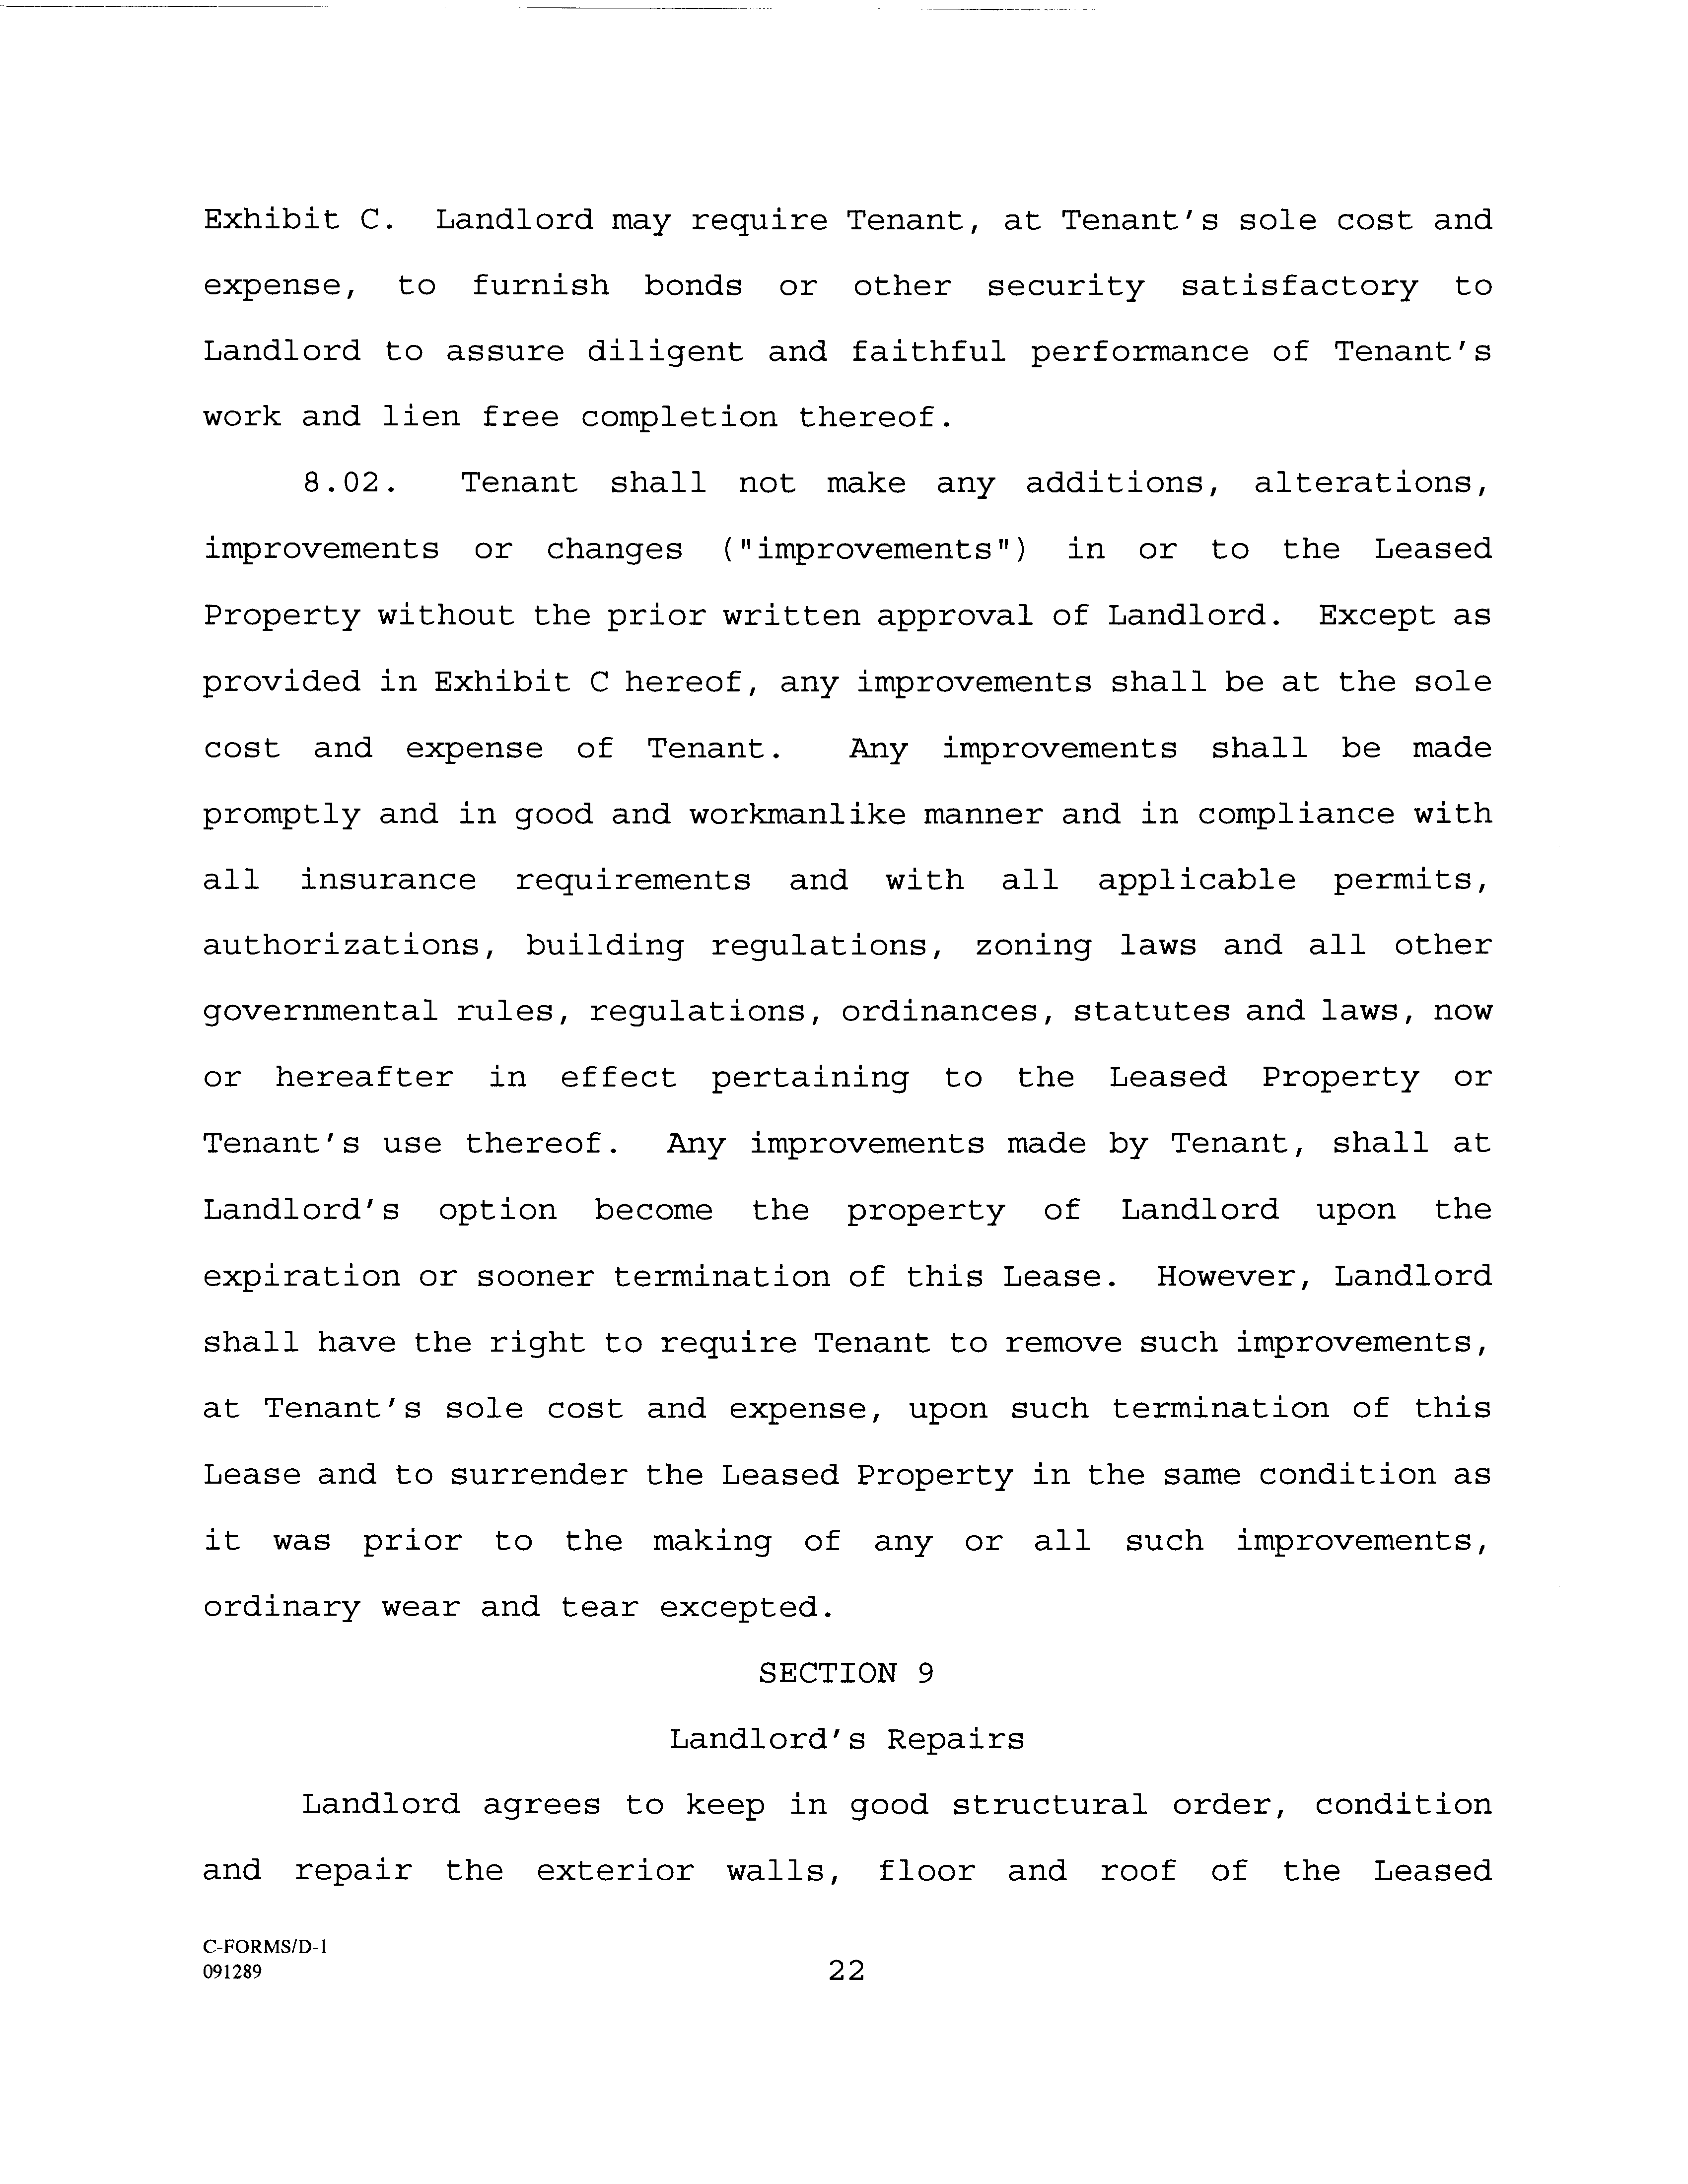 Exhibit C. Landlord may require Tenant, at Tenant's sole cost and
expense, to furnish bonds or other security satisfactory to
Landlord to assure diligent and faithful performance of Tenant's
work and lien free completion thereof.
8.02. Tenant shall not make any additions, alterations,
improvements or changes ("improvements") in or to the Leased
Property without the prior written approval of Landlord. Except as
provided in Exhibit C hereof, any improvements shall be at the sole
cost and expense of Tenant. Any improvements shall be made
promptly and in good and workmanlike manner and in compliance with
all insurance requirements and with all applicable permits,
authorizations, building regulations, zoning laws and all other
governmental rules, regulations, ordinances, statutes and laws, now
or hereafter in effect pertaining to the Leased Property or
Tenant's use thereof. Any improvements made by Tenant, shall at
Landlord's option become the property of Landlord upon the
expiration or sooner termination of this Lease. However, Landlord
shall have the right to require Tenant to remove such improvements,
at Tenant's sole cost and expense, upon such termination of this
Lease and to surrender the Leased Property in the same condition as
it was prior to the making of any or all such improvements,
ordinary wear and tear excepted.
SECTION 9
Landlord's Repairs
Landlord agrees to keep in good structural order, condition
and repair the exterior walls, floor and roof of the Leased
C-FORMS/D-1
091289
22